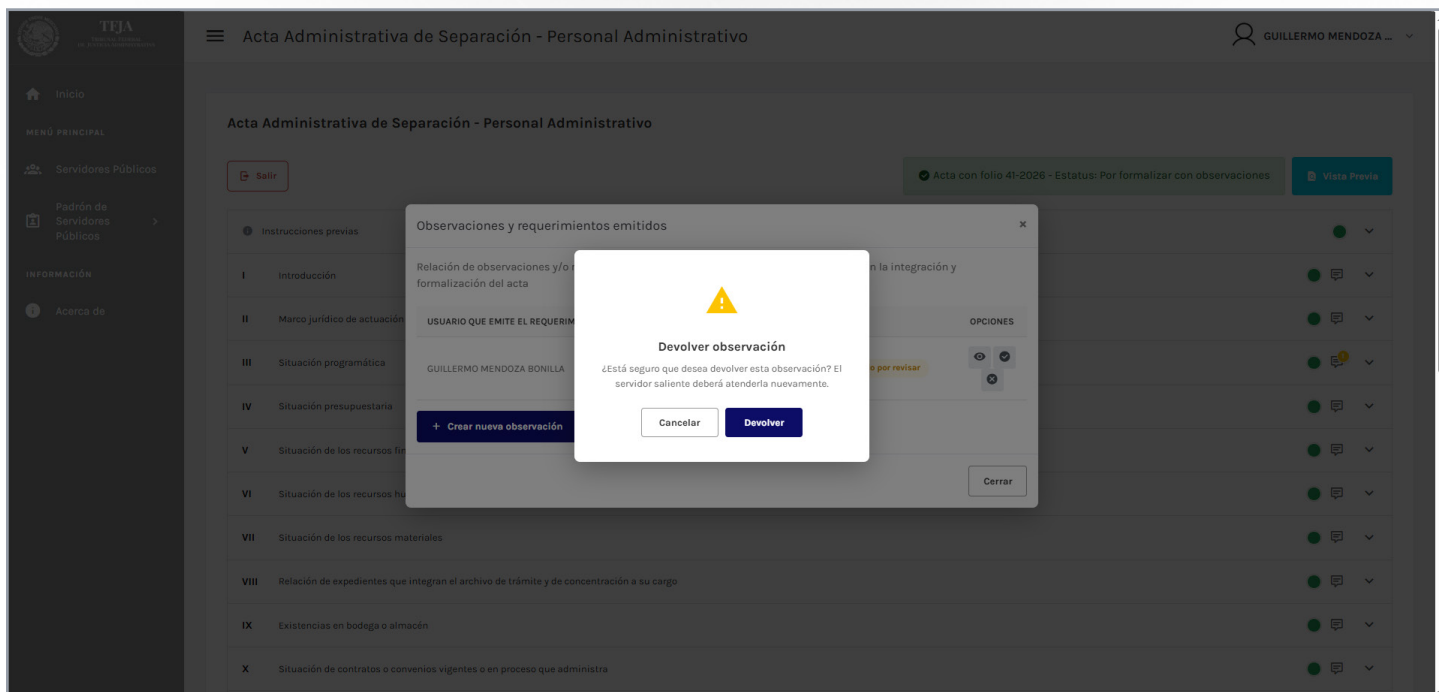 TFJA
TRIBUNAL FEDERAL
DE JUSTICIA ADMINISTRATIVA
Acta Administrativa de Separación - Personal Administrativo
GUILLERMO MENDOZA ...
Inicio
MENÚ PRINCIPAL
Servidores Públicos
Padrón de
Servidores
Públicos
INFORMACIÓN
Acerca de
Acta Administrativa de Separación - Personal Administrativo
Salir
Acta con folio 41-2026 - Estatus: Por formalizar con observaciones
Vista Previa
Instrucciones previas
I Introducción
II Marco jurídico de actuación
III Situación programática
1
IV Situación presupuestaria
V Situación de los recursos fin
VI Situación de los recursos hu
VII Situación de los recursos materiales
VIII Relación de expedientes que integran el archivo de trámite y de concentración a su cargo
IX Existencias en bodega o almacén
X Situación de contratos o convenios vigentes o en proceso que administra
Observaciones y requerimientos emitidos
×
Relación de observaciones y/o r
n la integración y
formalización del acta
USUARIO QUE EMITE EL REQUERIM
OPCIONES
GUILLERMO MENDOZA BONILLA
o por revisar
+ Crear nueva observación
Cerrar
Devolver observación
¿Está seguro que desea devolver esta observación? El
servidor saliente deberá atenderla nuevamente.
Cancelar
Devolver